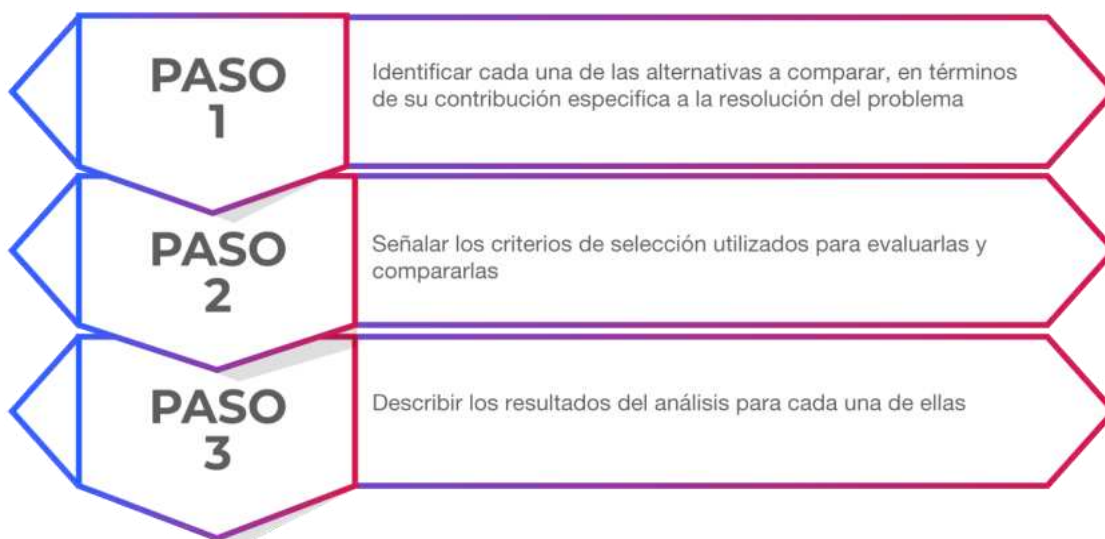 PASO
1
Identificar cada una de las alternativas a comparar, en términos
de su contribución especifica a la resolución del problema
PASO
2
Señalar los criterios de selección utilizados para evaluarlas y
compararlas
PASO
3
Describir los resultados del análisis para cada una de ellas